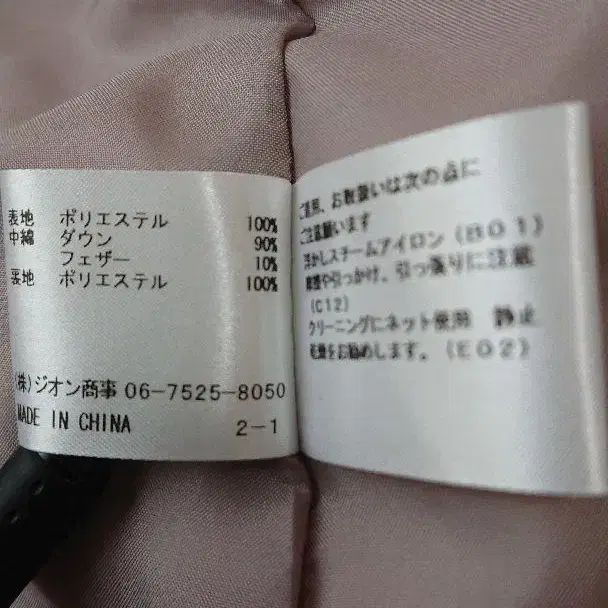 表地 ポリエステル 100%
中綿 ダウン 90%
フェザー 10%
裏地 ポリエステル 100%
(株)ジオン商事 06-7525-8050
MADE IN CHINA 2-1
ご着用、お取扱いは次の点に
ご注意願います
浮かしスチームアイロン(B01)
摩擦や引っかけ、引っ張りに注意
(C12)
クリーニングにネット使用 静止
乾燥をお勧めします。(E02)